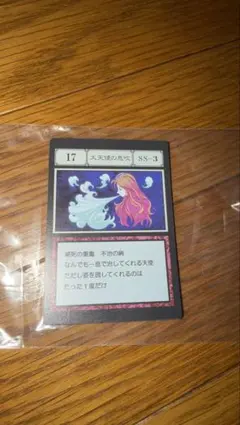 17
大天使の息吹
SS-3
瀕死の重傷 不治の病
なんでも一息で治してくれる天使
ただし姿を現してくれるのは
たった1度だけ